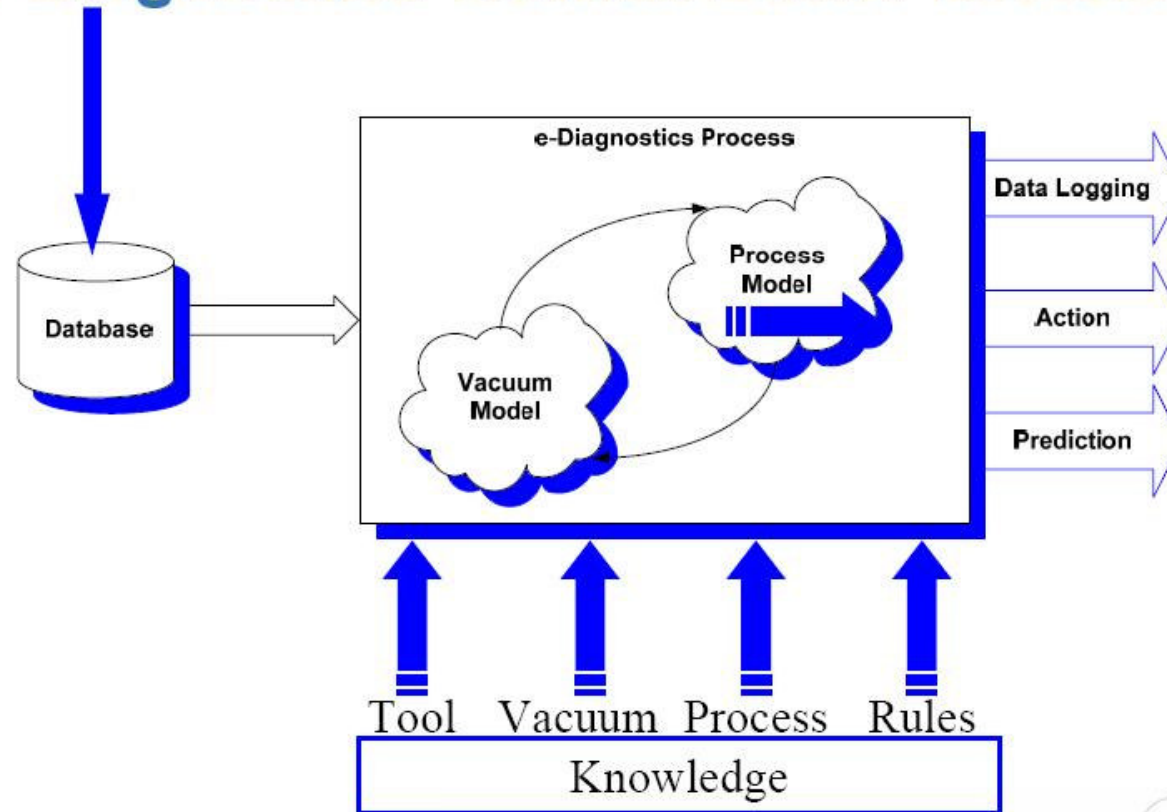 e-Diagnostics Process
Data Logging
Process
Model
Database
Action
Vacuum
Model
Prediction
Tool Vacuum Process Rules
Knowledge